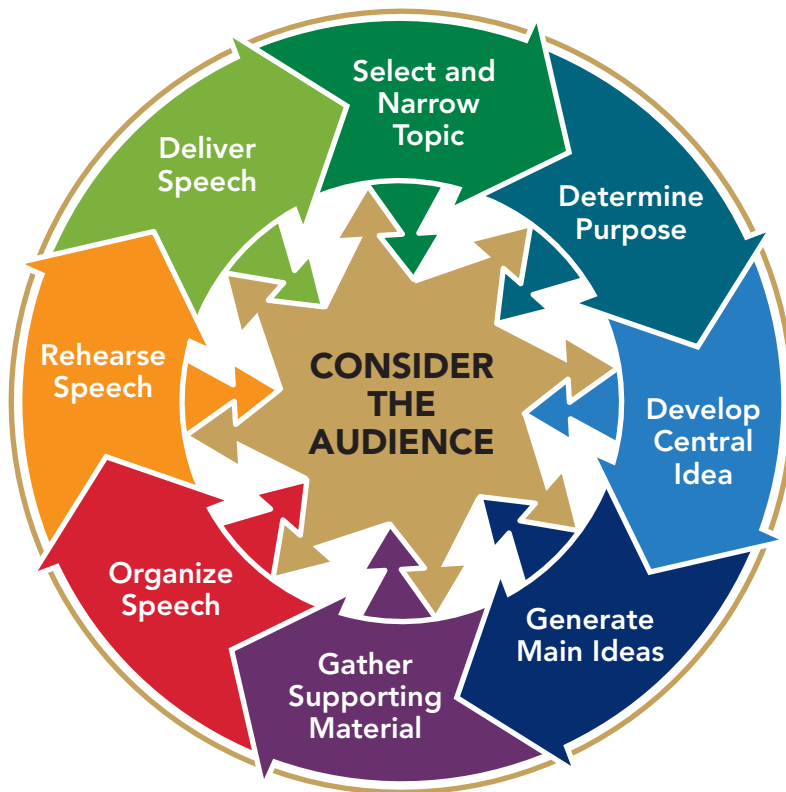 Select and
Narrow
Topic
Determine
Purpose
Develop
Central
Idea
Generate
Main Ideas
Gather
Supporting
Material
Organize
Speech
Rehearse
Speech
Deliver
Speech
CONSIDER
THE
AUDIENCE